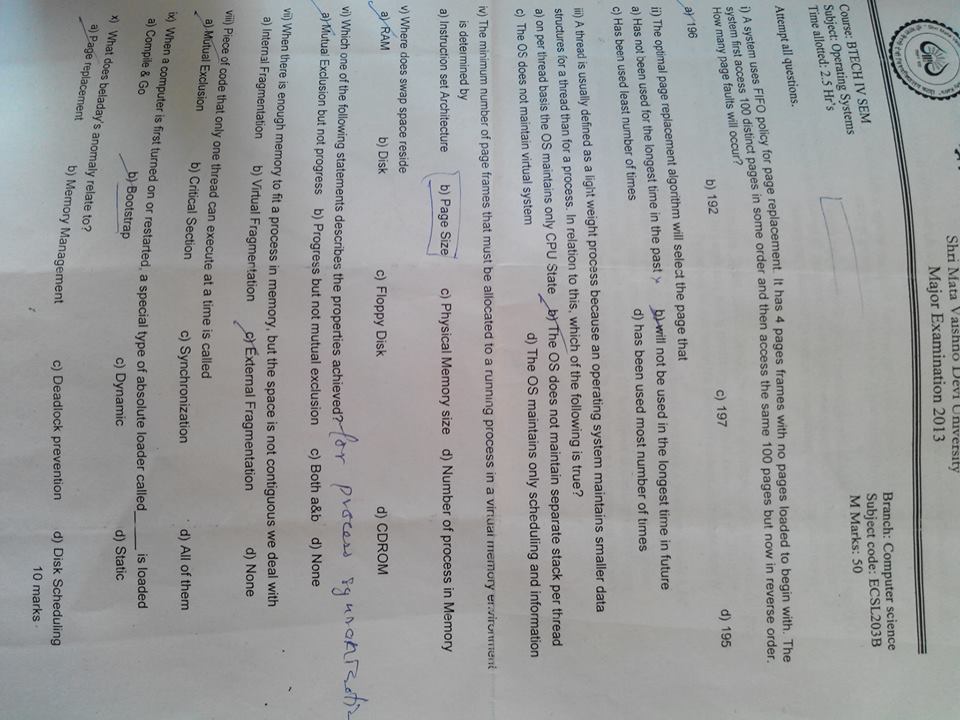 Shri Mata Vaishno Devi University
Major Examination 2013
Branch: Computer science
Subject code: ECSL203B
M Marks: 50
Course: BTECH IV SEM
Subject: Operating Systems
Time allotted: 2.5 Hr's
Attempt all questions.
i) A system uses FIFO policy for page replacement. It has 4 pages frames with no pages loaded to begin with. The
system first access 100 distinct pages in some order and then access the same 100 pages but now in reverse order.
How many page faults will occur?
a) 196 b) 192 c) 197 d) 195
ii) The optimal page replacement algorithm will select the page that
a) Has not been used for the longest time in the past b) will not be used in the longest time in future
c) Has been used least number of times d) has been used most number of times
iii) A thread is usually defined as a light weight process because an operating system maintains smaller data
structures for a thread than for a process. In relation to this, which of the following is true?
a) on per thread basis the OS maintains only CPU State b) The OS does not maintain separate stack per thread
c) The OS does not maintain virtual system d) The OS maintains only scheduling and information
iv) The minimum number of page frames that must be allocated to a running process in a virtual memory environment
is determined by
a) Instruction set Architecture b) Page Size c) Physical Memory size d) Number of process in Memory
v) Where does swap space reside
a) RAM b) Disk c) Floppy Disk d) CDROM
vi) Which one of the following statements describes the properties achieved? for process
a) Mutual Exclusion but not progress b) Progress but not mutual exclusion c) Both a&b d) None
vii) When there is enough memory to fit a process in memory, but the space is not contiguous we deal with
a) Internal Fragmentation b) Virtual Fragmentation c) External Fragmentation d) None
viii) Piece of code that only one thread can execute at a time is called
a) Mutual Exclusion b) Critical Section c) Synchronization d) All of them
ix) When a computer is first turned on or restarted, a special type of absolute loader called_ ___ is loaded
a) Compile & Go b) Bootstrap c) Dynamic d) Static
x) What does belady's anomaly relate to?
a) Page replacement b) Memory Management c) Deadlock prevention d) Disk Scheduling
10 marks